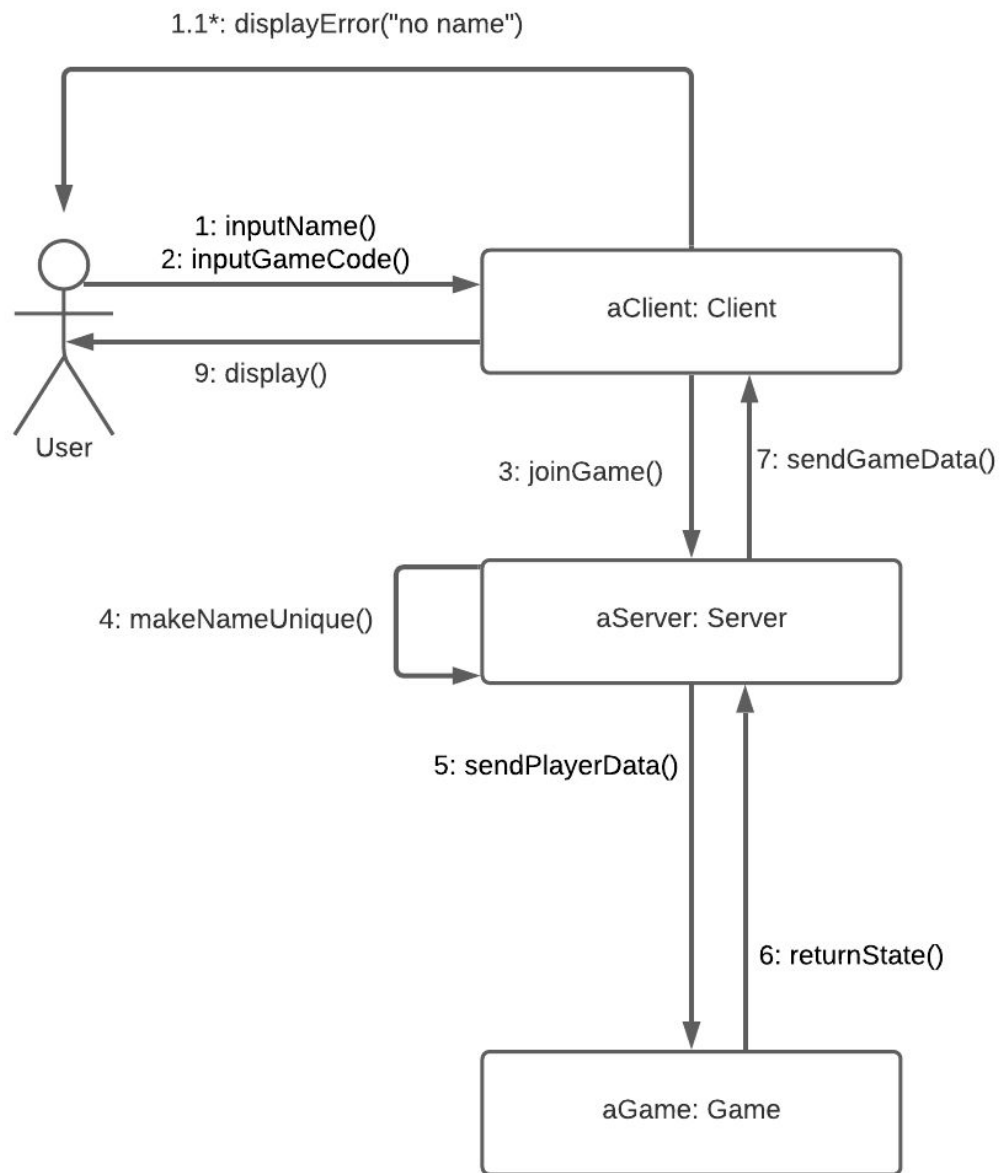 1.1*: displayError("no name")
1: inputName()
2: inputGameCode()
aClient: Client
9: display()
User
3: joinGame()
7: sendGameData()
4: makeNameUnique()
aServer: Server
5: sendPlayerData()
6: returnState()
aGame: Game